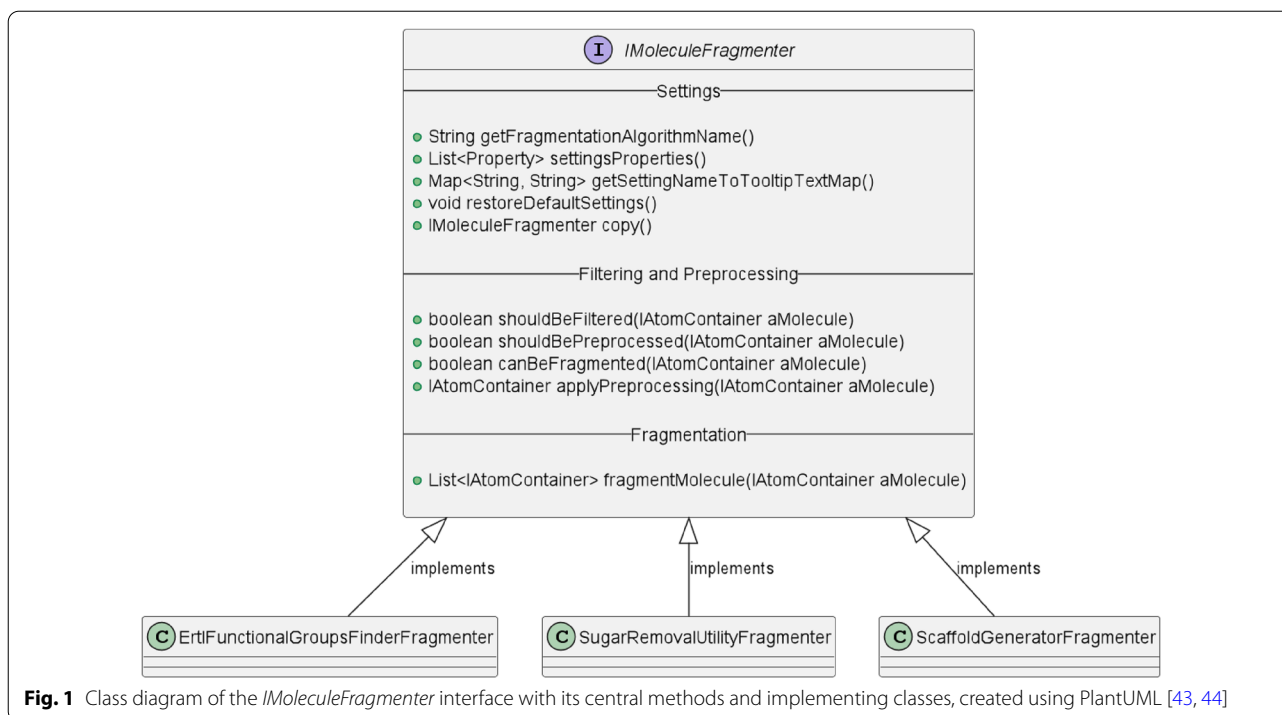 I IMoleculeFragmenter
Settings
String getFragmentationAlgorithmName()
List<Property> settingsProperties()
Map<String, String> getSettingNameToTooltipTextMap()
void restoreDefaultSettings()
IMoleculeFragmenter copy()
Filtering and Preprocessing
boolean shouldBeFiltered(IAtomContainer aMolecule)
boolean shouldBePreprocessed(IAtomContainer aMolecule)
boolean canBeFragmented(IAtomContainer aMolecule)
IAtomContainer applyPreprocessing(IAtomContainer aMolecule)
Fragmentation
List<IAtomContainer> fragmentMolecule(IAtomContainer aMolecule)
implements
implements
implements
C ErtlFunctionalGroupsFinderFragmenter
C SugarRemovalUtilityFragmenter
C ScaffoldGeneratorFragmenter
Fig. 1 Class diagram of the IMoleculeFragmenter interface with its central methods and implementing classes, created using PlantUML [43, 44]